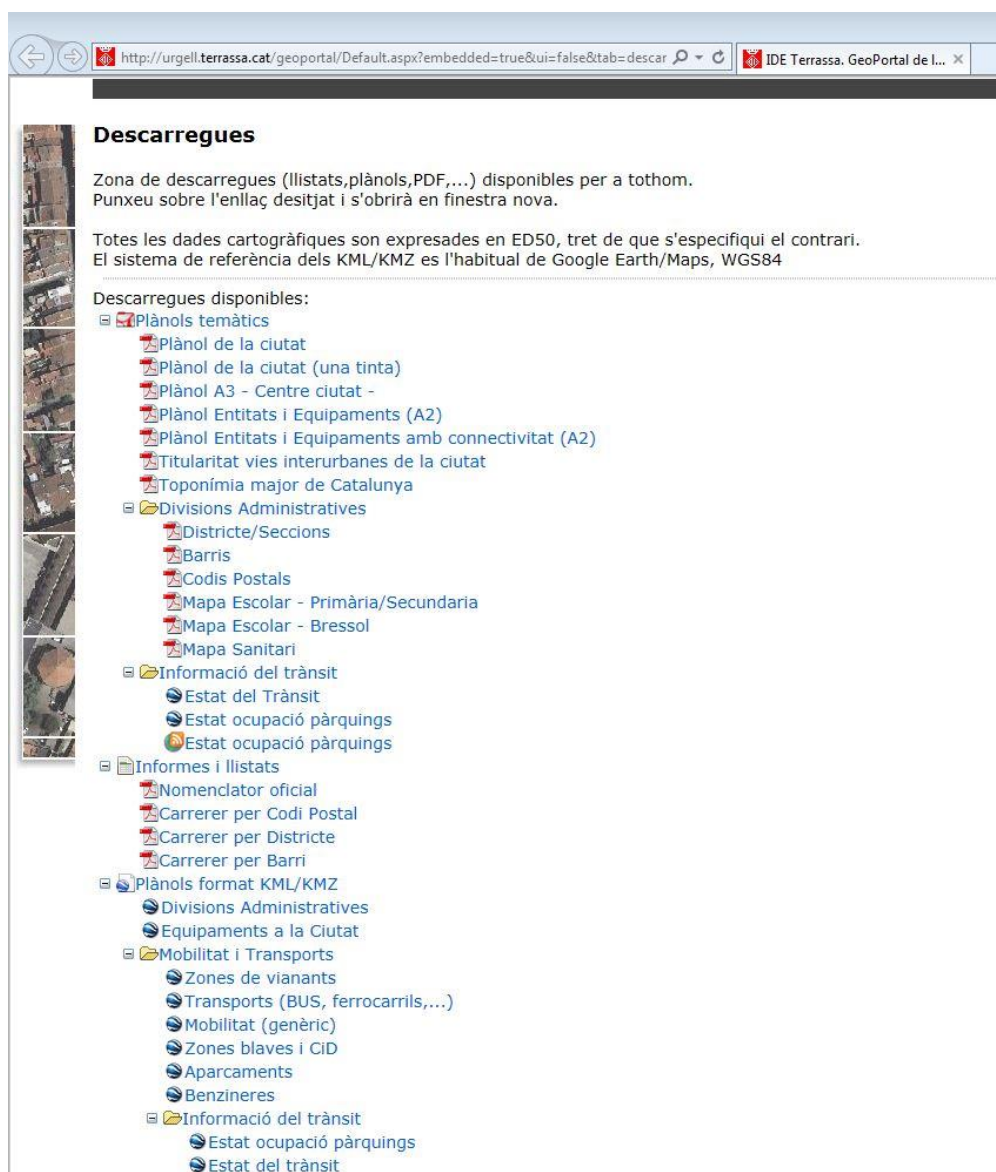 http://urgell.terrassa.cat/geoportal/Default.aspx?embedded=true&ui=false&tab=descar
IDE Terrassa. GeoPortal de l...
Descarregues
Zona de descarregues (llistats,plànols,PDF,...) disponibles per a tothom.
Punxeu sobre l'enllaç desitjat i s'obrirà en finestra nova.
Totes les dades cartogràfiques son expresades en ED50, tret de que s'especifiqui el contrari.
El sistema de referència dels KML/KMZ es l'habitual de Google Earth/Maps, WGS84
Descarregues disponibles:
Plànols temàtics
Plànol de la ciutat
Plànol de la ciutat (una tinta)
Plànol A3 - Centre ciutat -
Plànol Entitats i Equipaments (A2)
Plànol Entitats i Equipaments amb connectivitat (A2)
Titularitat vies interurbanes de la ciutat
Toponímia major de Catalunya
Divisions Administratives
Districte/Seccions
Barris
Codis Postals
Mapa Escolar - Primària/Secundaria
Mapa Escolar - Bressol
Mapa Sanitari
Informació del trànsit
Estat del Trànsit
Estat ocupació pàrquings
Estat ocupació pàrquings
Informes i llistats
Nomenclator oficial
Carrerer per Codi Postal
Carrerer per Districte
Carrerer per Barri
Plànols format KML/KMZ
Divisions Administratives
Equipaments a la Ciutat
Mobilitat i Transports
Zones de vianants
Transports (BUS, ferrocarrils,...)
Mobilitat (genèric)
Zones blaves i CiD
Aparcaments
Benzineres
Informació del trànsit
Estat ocupació pàrquings
Estat del trànsit